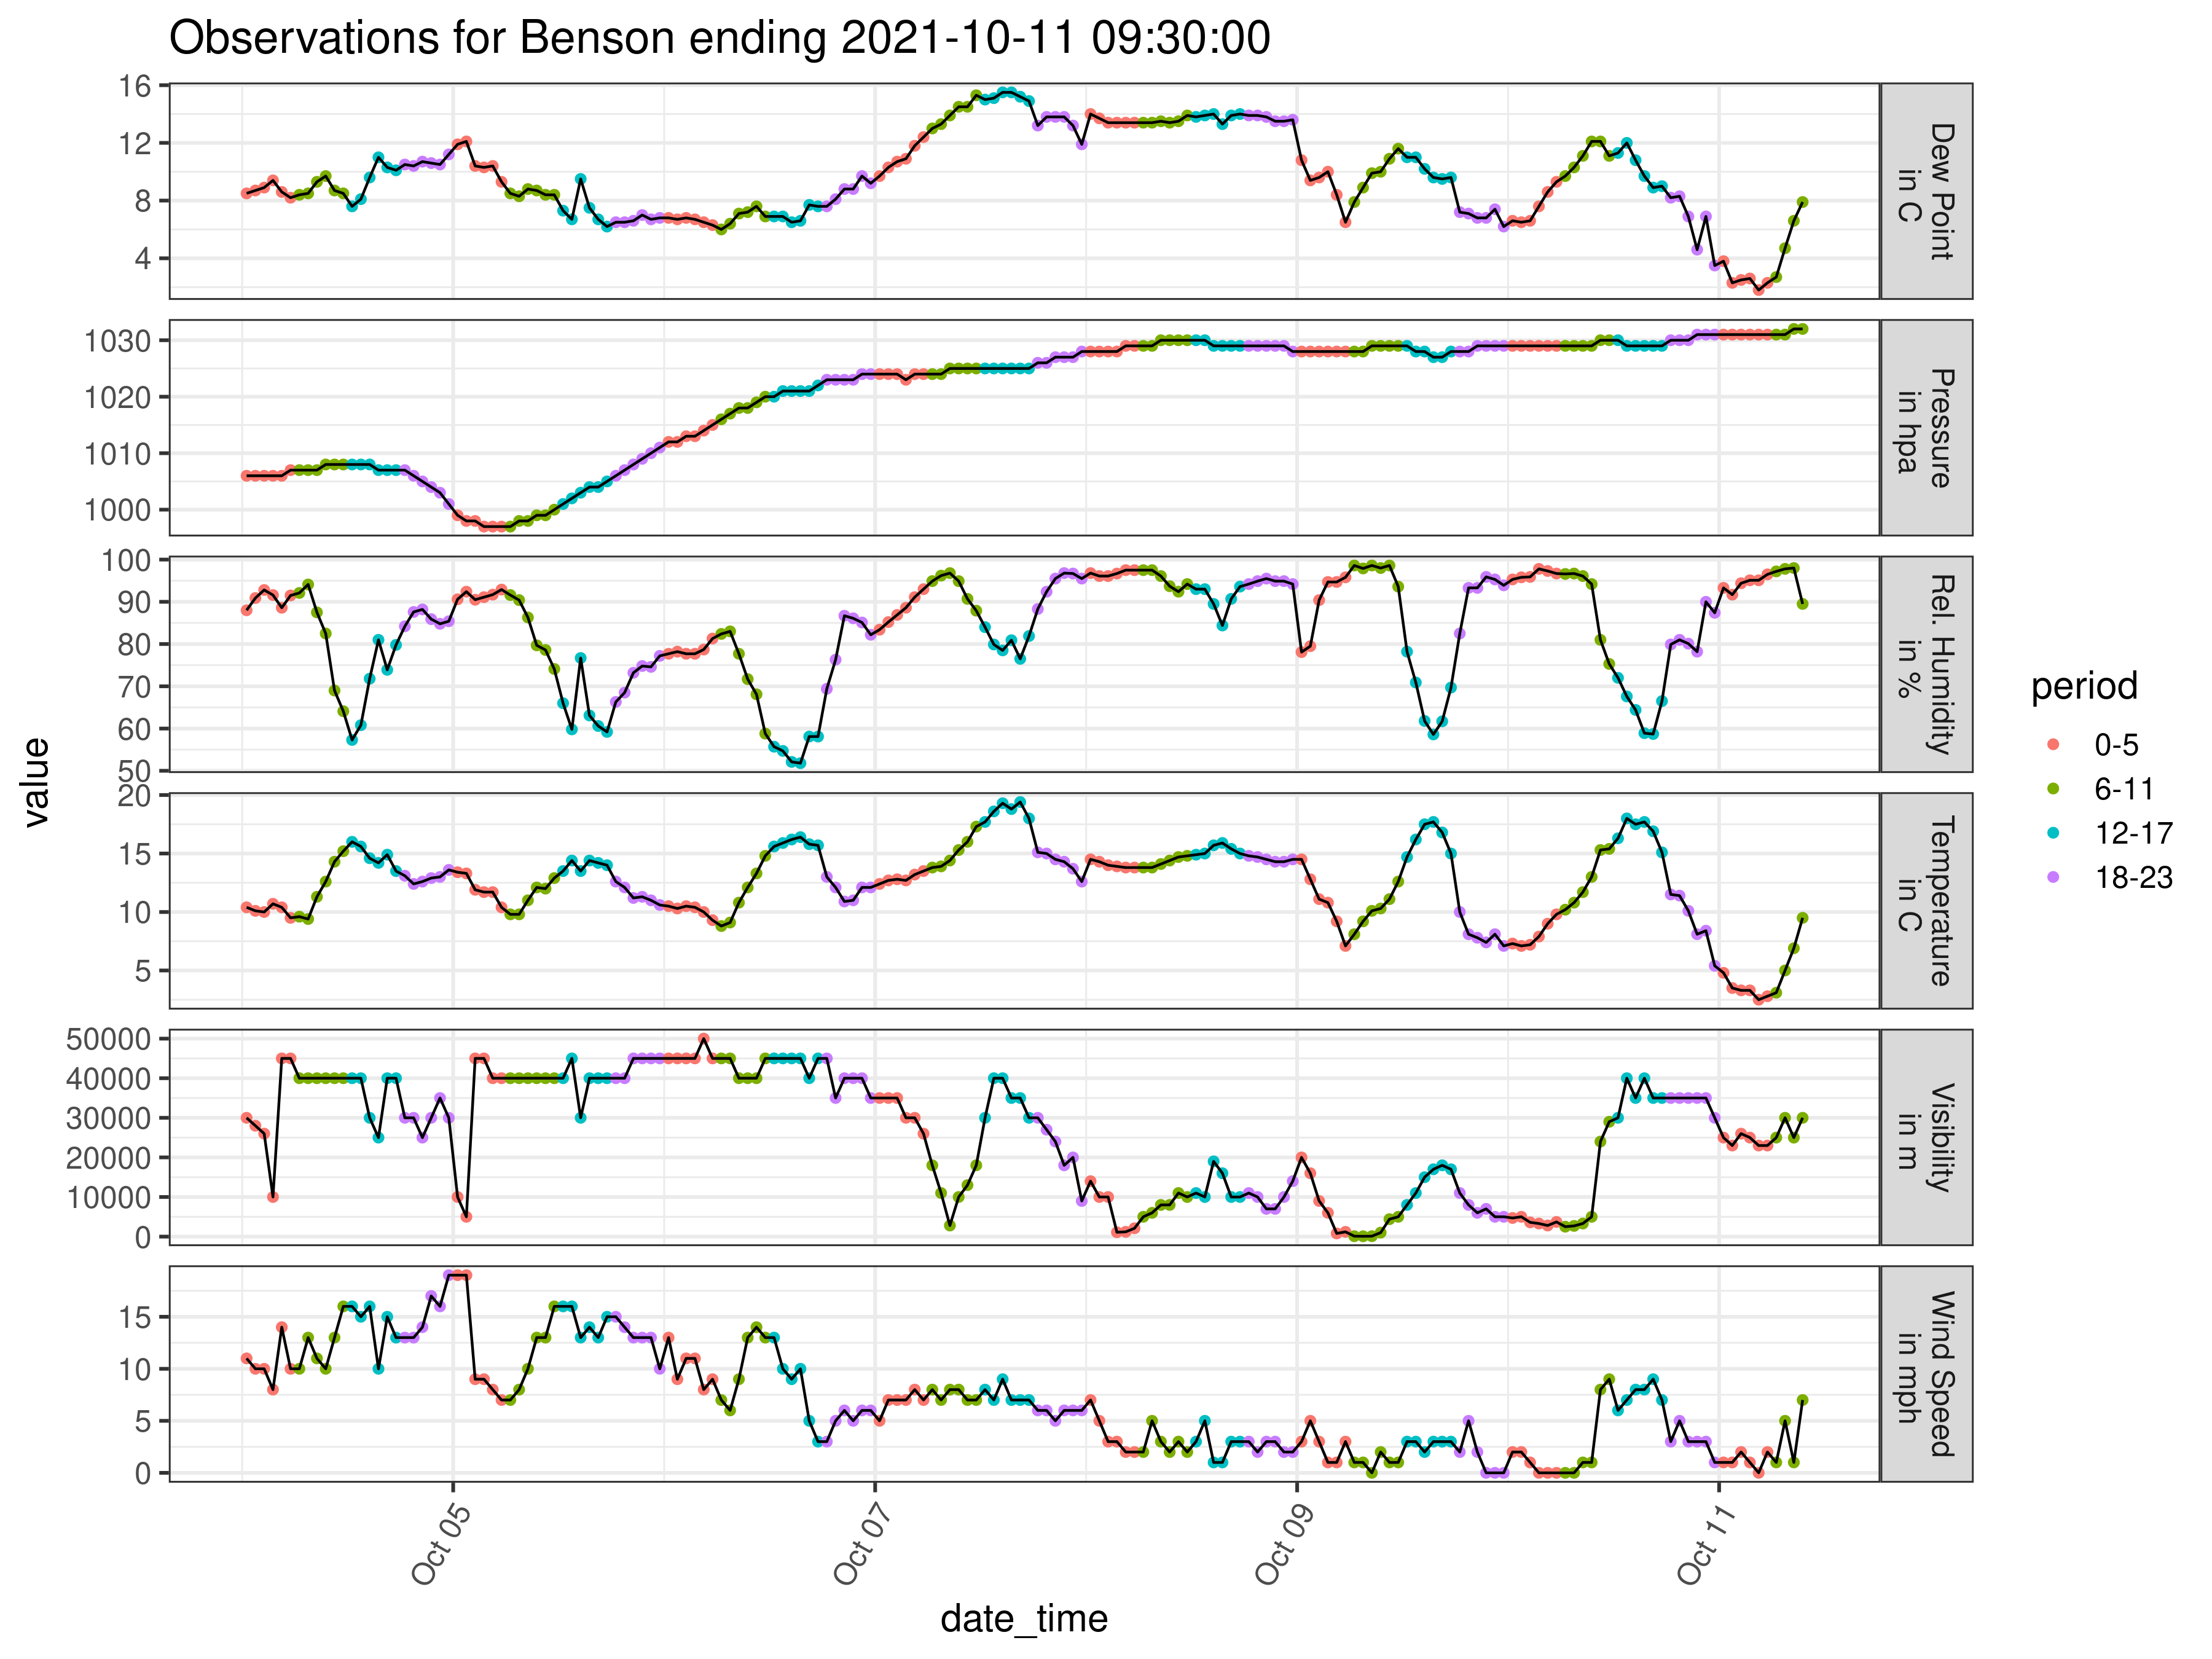 Observations for Benson ending 2021-10-11 09:30:00
value
16
12
8
4
Dew Point
in C
1030
1020
1010
1000
Pressure
in hpa
100
90
80
70
60
50
Rel. Humidity
in %
20
15
10
5
Temperature
in C
50000
40000
30000
20000
10000
0
Visibility
in m
15
10
5
0
Wind Speed
in mph
Oct 05
Oct 07
Oct 09
Oct 11
date_time
period
0-5
6-11
12-17
18-23